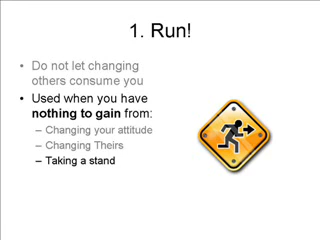 1. Run!
• Do not let changing
others consume you
• Used when you have
nothing to gain from:
– Changing your attitude
– Changing Theirs
– Taking a stand